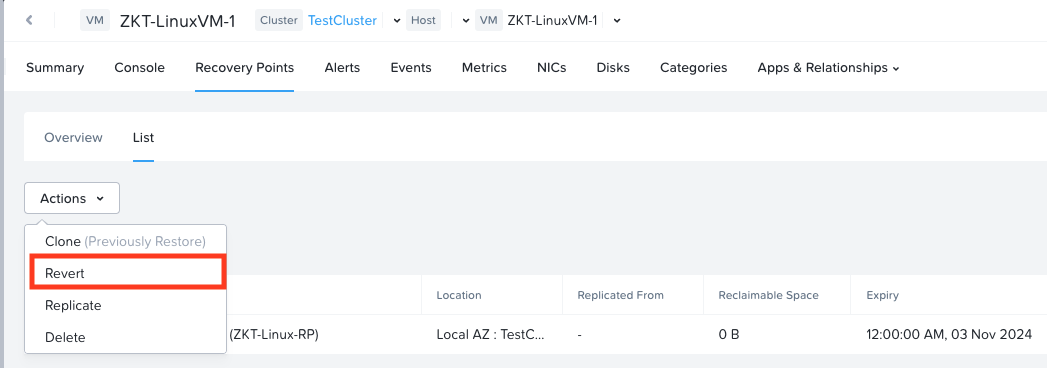 VM ZKT-LinuxVM-1 Cluster TestCluster Host VM ZKT-LinuxVM-1
Summary Console Recovery Points Alerts Events Metrics NICs Disks Categories Apps & Relationships
Overview List
Actions
Clone (Previously Restore)
Revert
Replicate
Delete
Location Replicated From Reclaimable Space Expiry
(ZKT-Linux-RP) Local AZ : TestC... - 0 B 12:00:00 AM, 03 Nov 2024